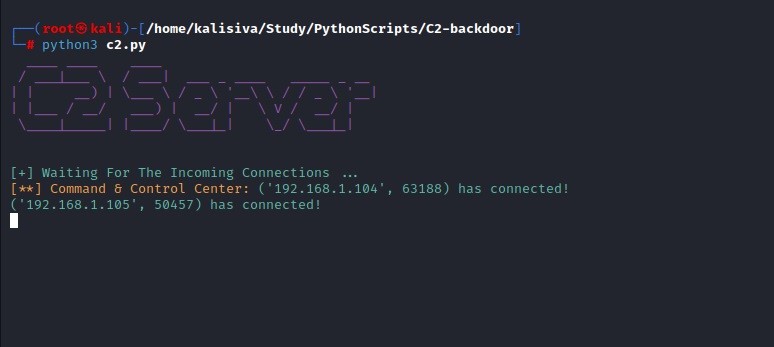 (root㉿kali)-[/home/kalisiva/Study/PythonScripts/C2-backdoor]
# python3 c2.py
C2 Server
[+] Waiting For The Incoming Connections ...
[**] Command & Control Center: ('192.168.1.104', 63188) has connected!
('192.168.1.105', 50457) has connected!